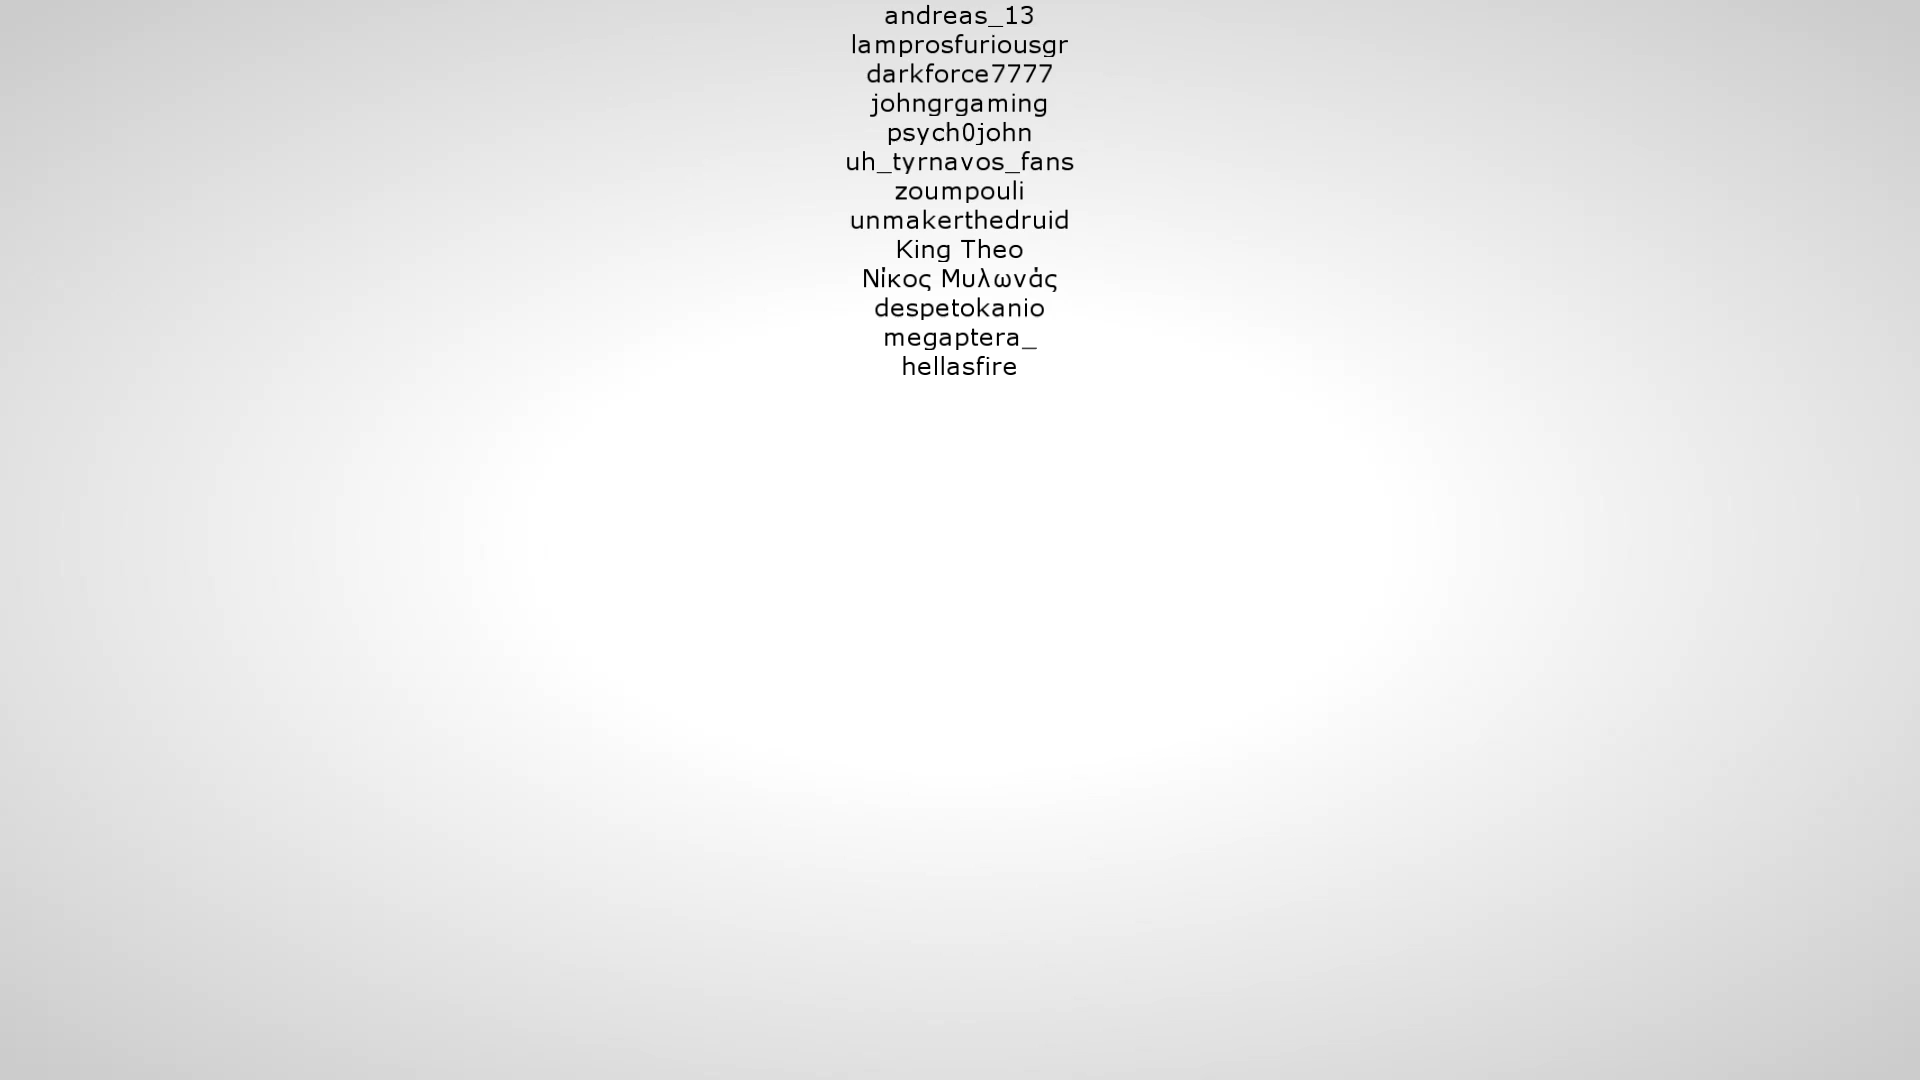 andreas_13
lamprosfuriousgr
darkforce7777
johngrgaming
psych0john
uh_tyrnavos_fans
zoumpouli
unmakerthedruid
King Theo
Νίκος Μυλωνάς
despetokanio
megaptera_
hellasfire